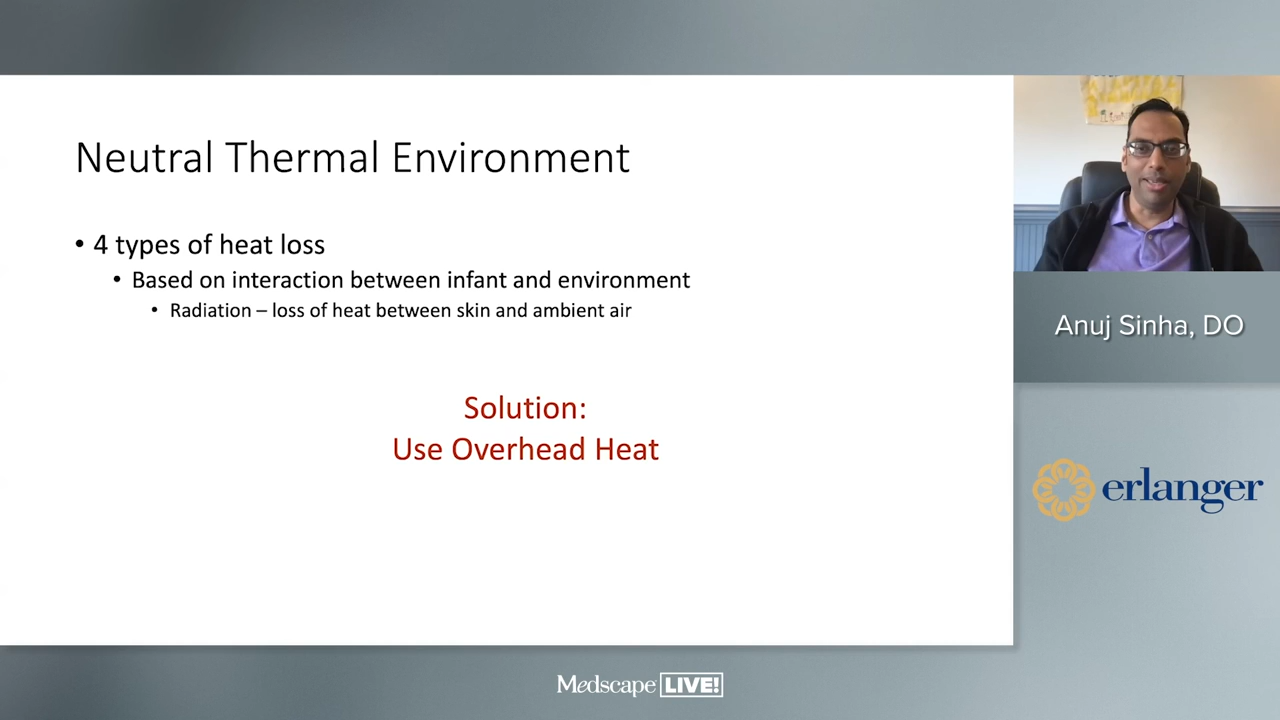 Neutral Thermal Environment
• 4 types of heat loss
• Based on interaction between infant and environment
• Radiation – loss of heat between skin and ambient air
Solution:
Use Overhead Heat
Anuj Sinha, DO
erlanger
Medscape LIVE!